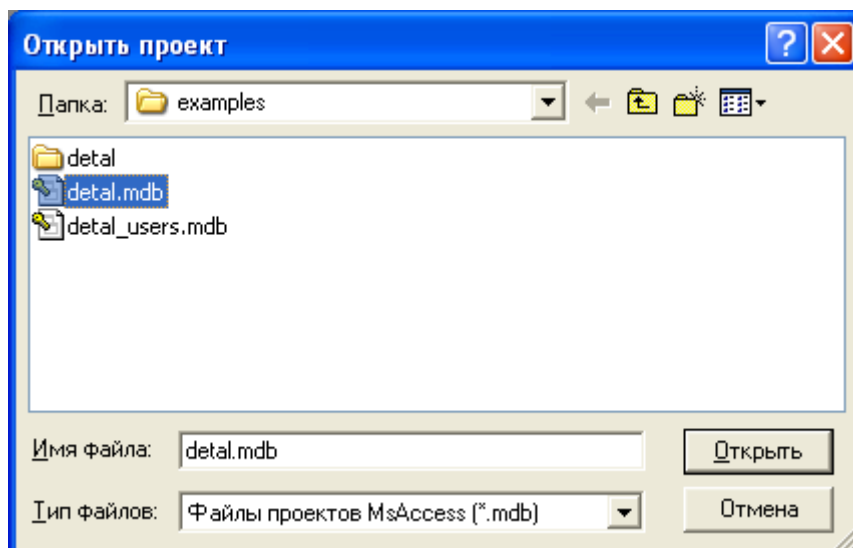 Открыть проект
Папка: examples
detal
detal.mdb
detal_users.mdb
Имя файла: detal.mdb Открыть
Тип файлов: Файлы проектов MsAccess (*.mdb) Отмена